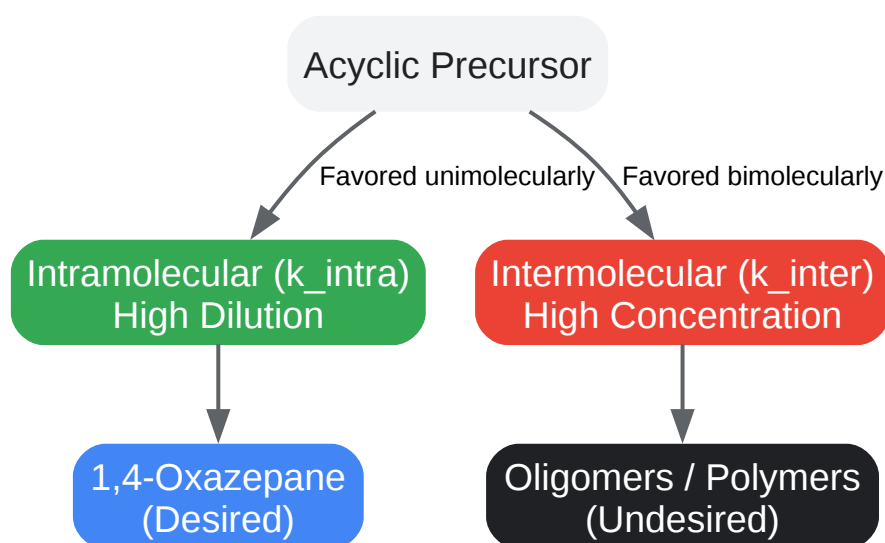 Acyclic Precursor
Favored unimolecularly
Favored bimolecularly
Intramolecular (k_intra)
High Dilution
Intermolecular (k_inter)
High Concentration
1,4-Oxazepane
(Desired)
Oligomers / Polymers
(Undesired)